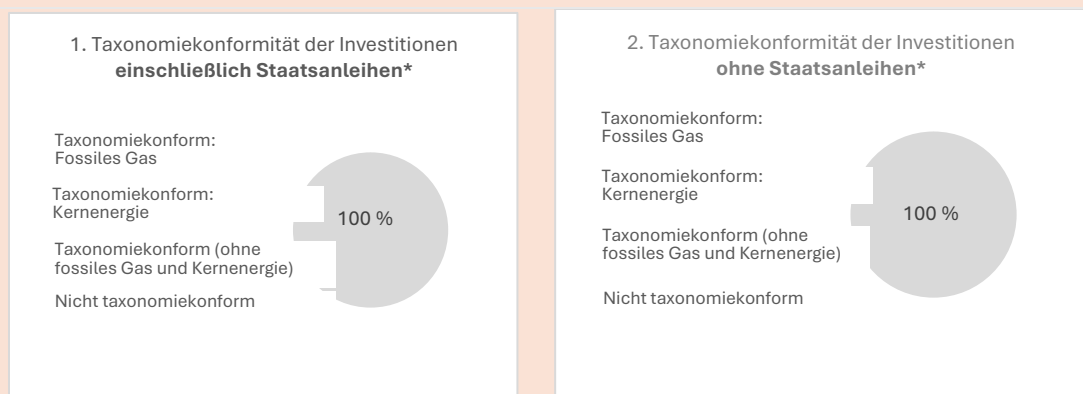 1. Taxonomiekonformität der Investitionen
einschließlich Staatsanleihen*
Taxonomiekonform:
Fossiles Gas
Taxonomiekonform:
Kernenergie
Taxonomiekonform (ohne
fossiles Gas und Kernenergie)
Nicht taxonomiekonform
100 %
2. Taxonomiekonformität der Investitionen
ohne Staatsanleihen*
Taxonomiekonform:
Fossiles Gas
Taxonomiekonform:
Kernenergie
Taxonomiekonform (ohne
fossiles Gas und Kernenergie)
Nicht taxonomiekonform
100 %